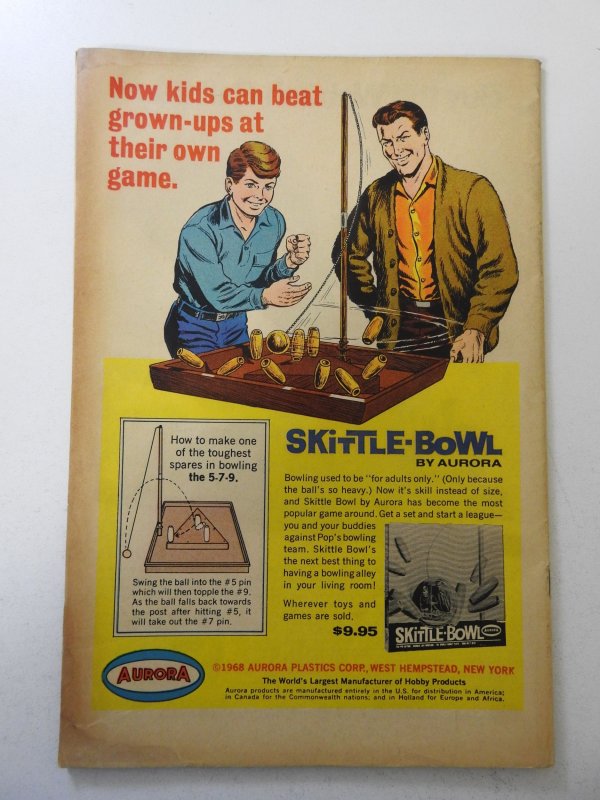 Now kids can beat
grown-ups at
their own
game.
How to make one
of the toughest
spares in bowling
the 5-7-9.
Swing the ball into the #5 pin
which will then topple the #9.
As the ball falls back towards
the post after hitting #5, it
will take out the #7 pin.
SKiTTLE-BoWL
BY AURORA
Bowling used to be "for adults only." (Only because
the ball's so heavy.) Now it's skill instead of size,
and Skittle Bowl by Aurora has become the most
popular game around. Get a set and start a league—
you and your buddies
against Pop's bowling
team. Skittle Bowl's
the next best thing to
having a bowling alley
in your living room!
Wherever toys and
games are sold.
$9.95
SKiTTLE-BoWL
AURORA
©1968 AURORA PLASTICS CORP., WEST HEMPSTEAD, NEW YORK
The World's Largest Manufacturer of Hobby Products
Aurora products are manufactured entirely in the U.S. for distribution in America;
in Canada for the Commonwealth nations; and in Holland for Europe and Africa.